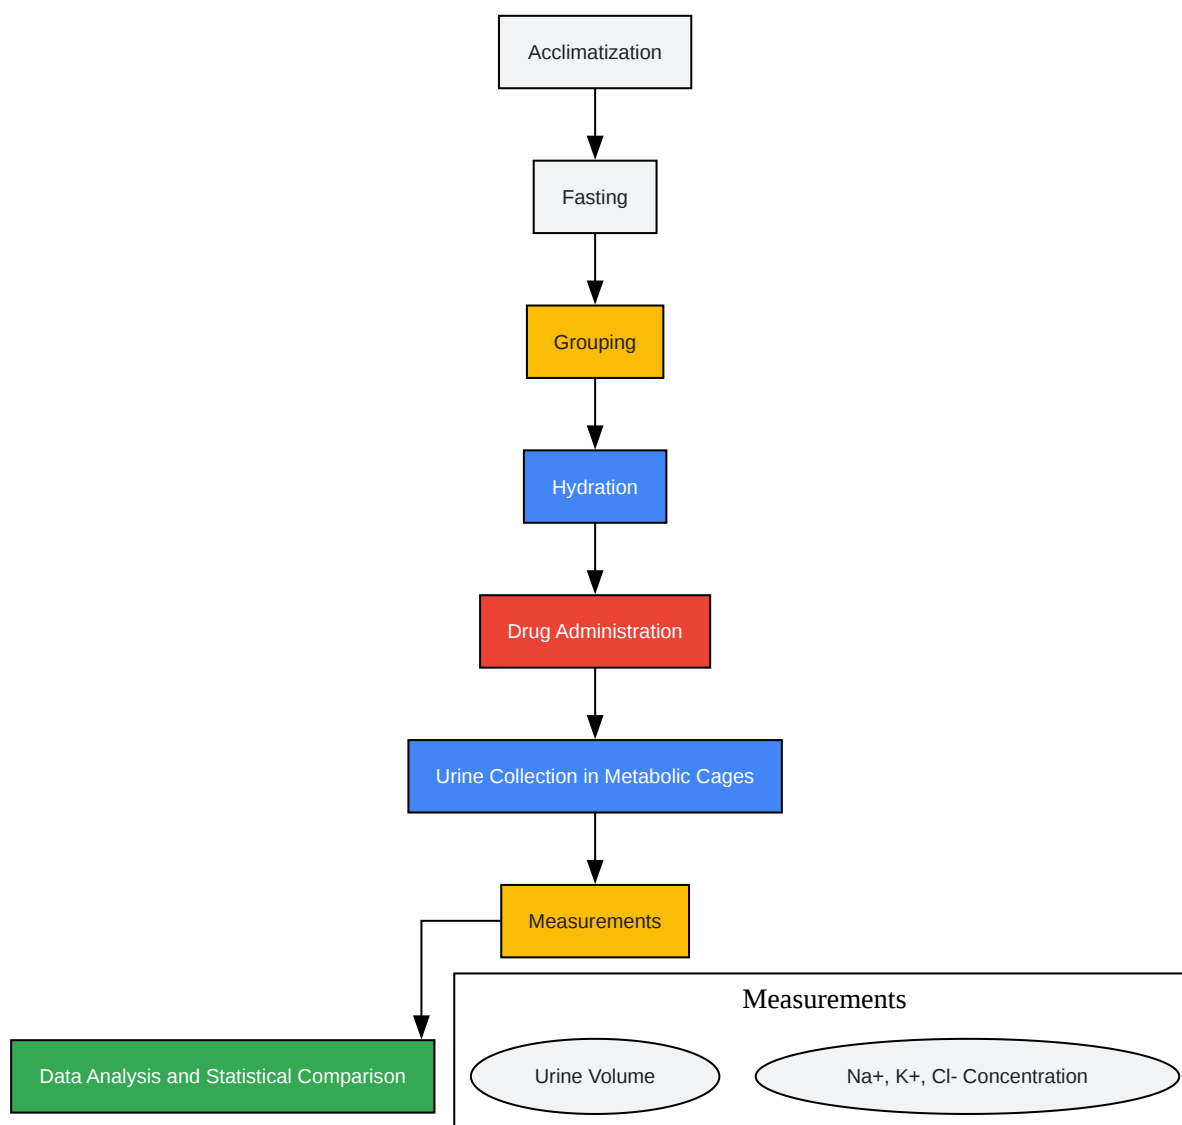 Acclimatization
Fasting
Grouping
Hydration
Drug Administration
Urine Collection in Metabolic Cages
Measurements
Measurements
Data Analysis and Statistical Comparison
Urine Volume
Na+, K+, Cl- Concentration